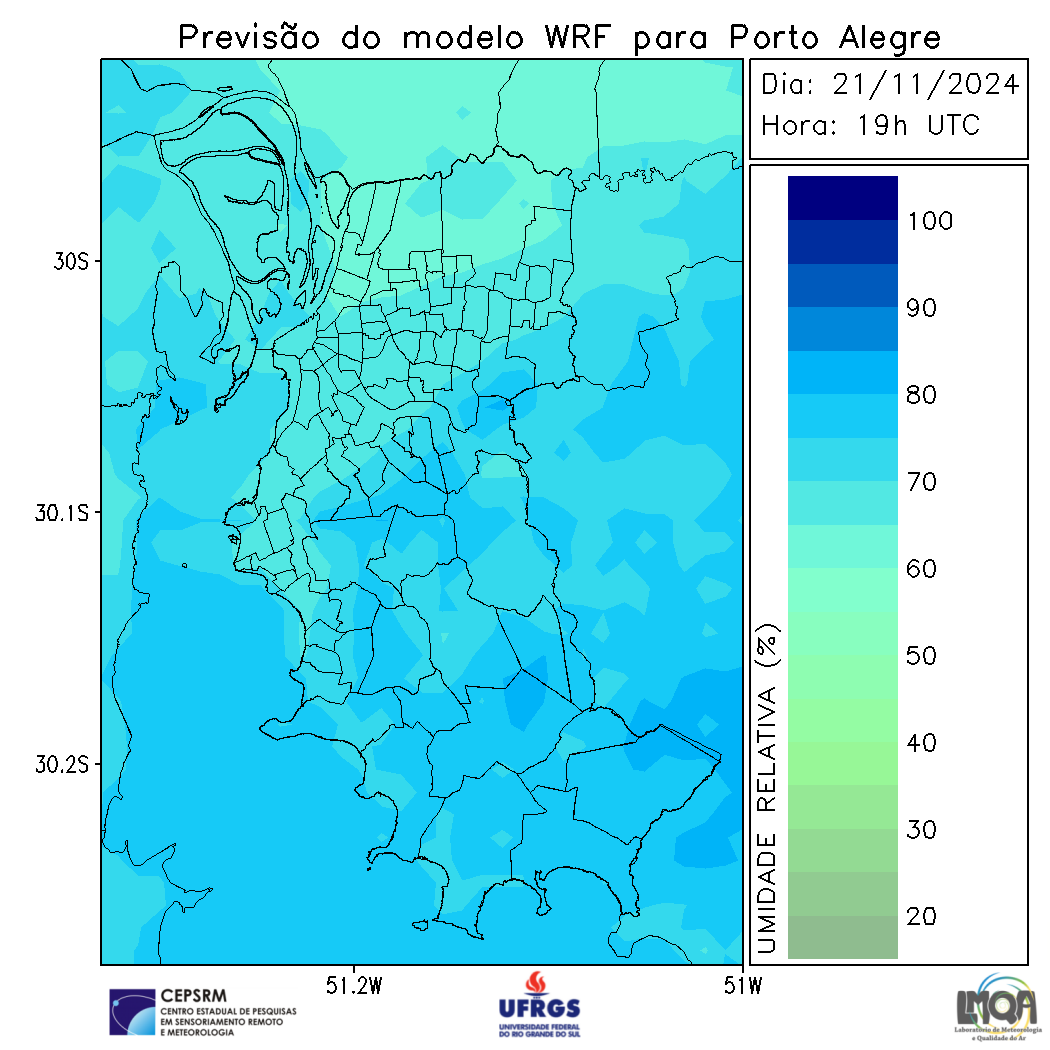 Previsão do modelo WRF para Porto Alegre
Dia: 21/11/2024
Hora: 19h UTC
30S
30.1S
30.2S
51.2W
51W
100
90
80
70
60
50
40
30
20
UMIDADE RELATIVA (%)
CEPSRM
CENTRO ESTADUAL DE PESQUISAS
EM SENSORIAMENTO REMOTO
E METEOROLOGIA
UFRGS
UNIVERSIDADE FEDERAL
DO RIO GRANDE DO SUL
LMQA
Laboratório de Meteorologia
e Qualidade do Ar